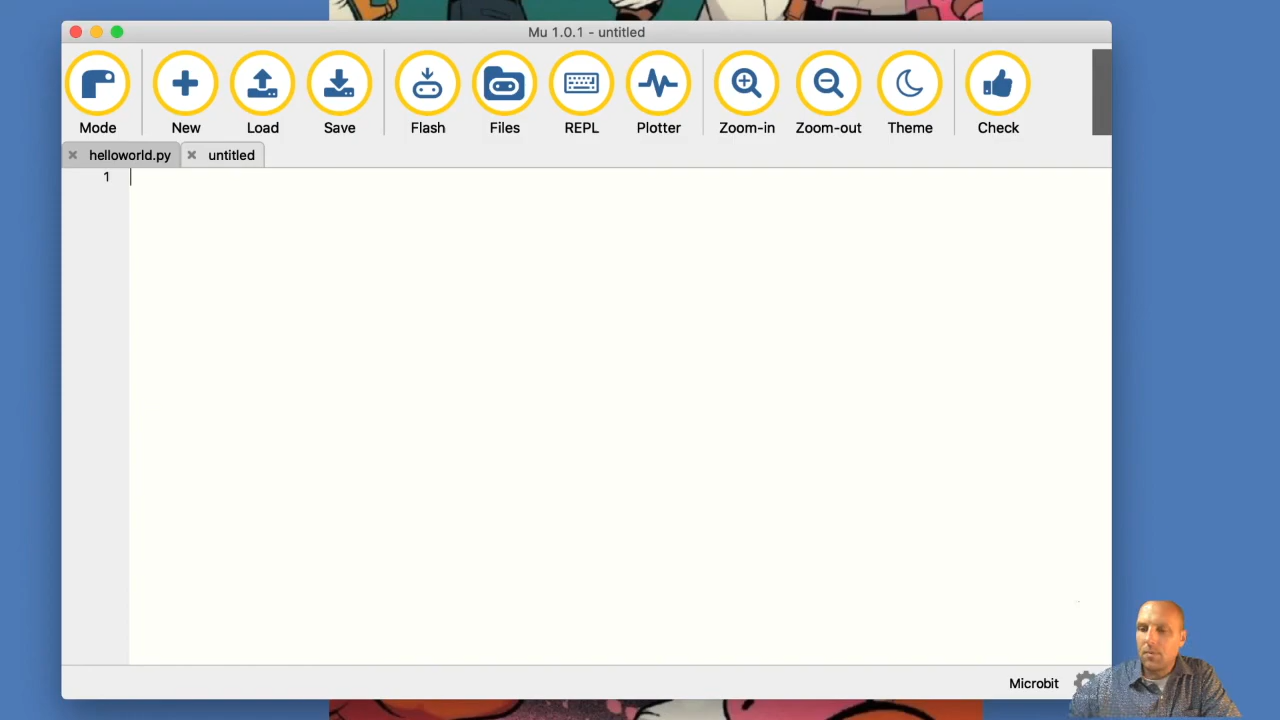 Mu 1.0.1 - untitled
Mode New Load Save Flash Files REPL Plotter Zoom-in Zoom-out Theme Check
helloworld.py untitled
1
Microbit